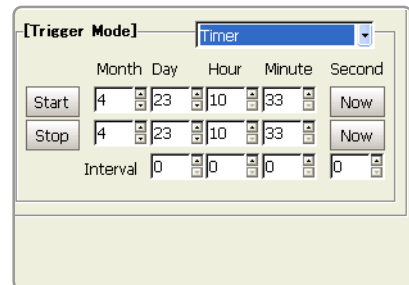 [Trigger Mode] Timer
Month Day Hour Minute Second
Start 4 23 10 33 Now
Stop 4 23 10 33 Now
Interval 0 0 0 0